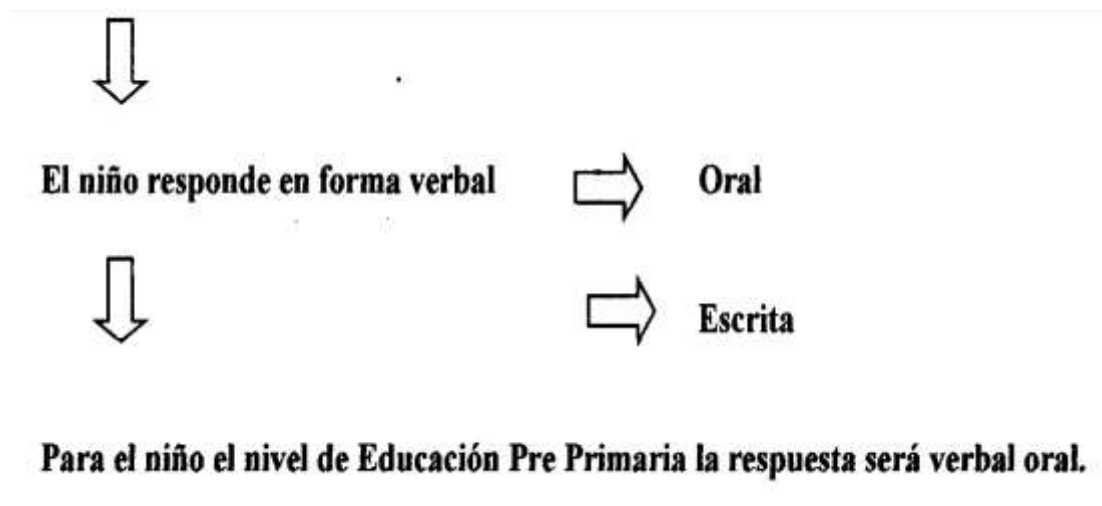 El niño responde en forma verbal
Oral
Escrita
Para el niño el nivel de Educación Pre Primaria la respuesta será verbal oral.